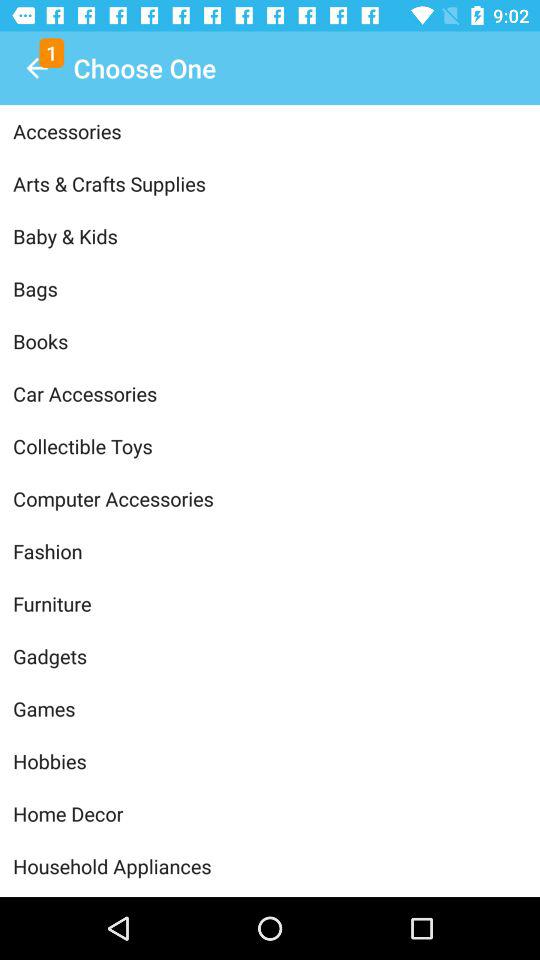 9:02
1
Choose One
Accessories
Arts & Crafts Supplies
Baby & Kids
Bags
Books
Car Accessories
Collectible Toys
Computer Accessories
Fashion
Furniture
Gadgets
Games
Hobbies
Home Decor
Household Appliances